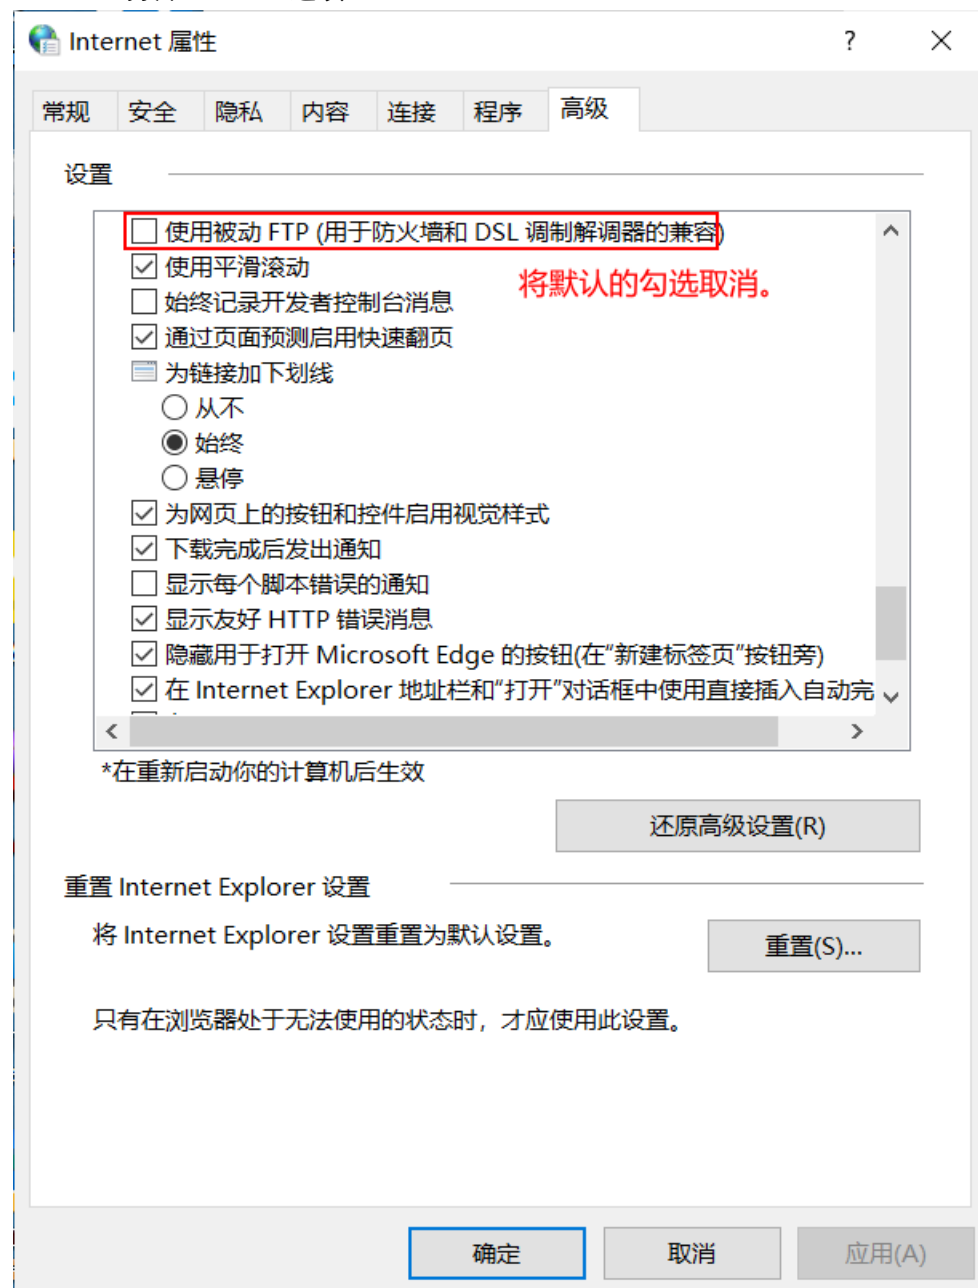 Internet 属性
?
常规 安全 隐私 内容 连接 程序 高级
设置
使用被动 FTP (用于防火墙和 DSL 调制解调器的兼容)
使用平滑滚动
将默认的勾选取消。
始终记录开发者控制台消息
通过页面预测启用快速翻页
为链接加下划线
从不
始终
悬停
为网页上的按钮和控件启用视觉样式
下载完成后发出通知
显示每个脚本错误的通知
显示友好 HTTP 错误消息
隐藏用于打开 Microsoft Edge 的按钮(在"新建标签页"按钮旁)
在 Internet Explorer 地址栏和"打开"对话框中使用直接插入自动完
*在重新启动你的计算机后生效
还原高级设置(R)
重置 Internet Explorer 设置
将 Internet Explorer 设置重置为默认设置。
重置(S)...
只有在浏览器处于无法使用的状态时，才应使用此设置。
确定 取消 应用(A)